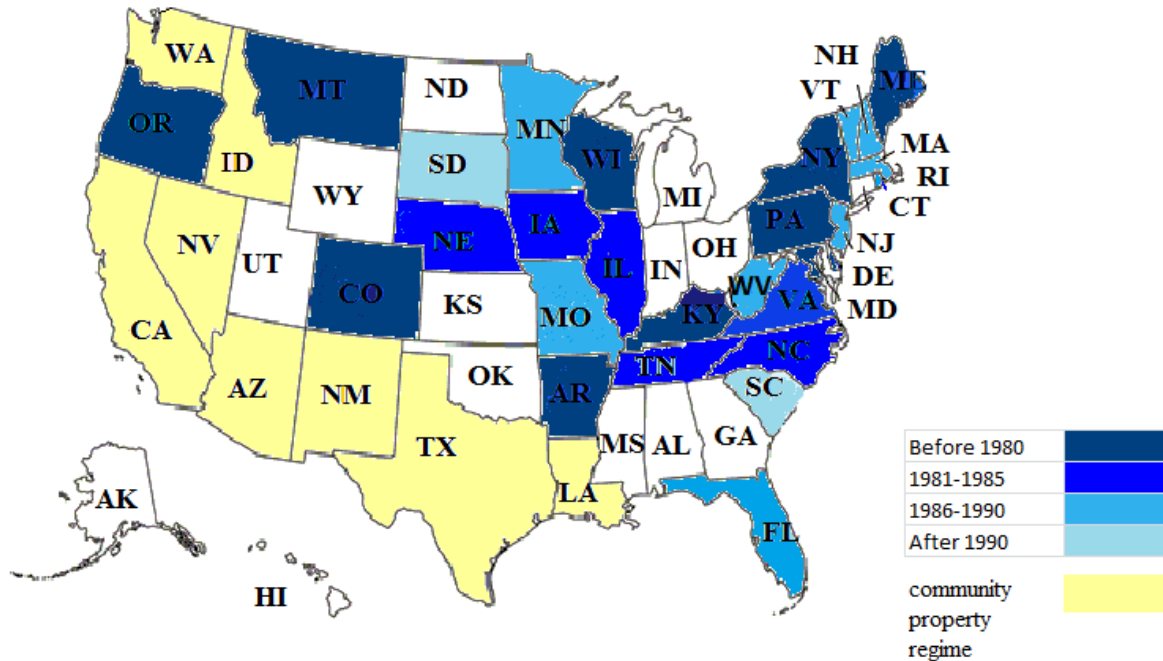 WA
MT
ND
MN
NH
VT
ME
OR
ID
SD
WI
NY
MA
RI
WY
MI
CT
NV
NE
IA
PA
NJ
UT
CO
IL
IN
OH
DE
CA
KS
MO
WV
VA
MD
KY
AZ
NM
OK
AR
TN
NC
SC
TX
MS
AL
GA
LA
AK
FL
HI
Before 1980
1981-1985
1986-1990
After 1990
community
property
regime